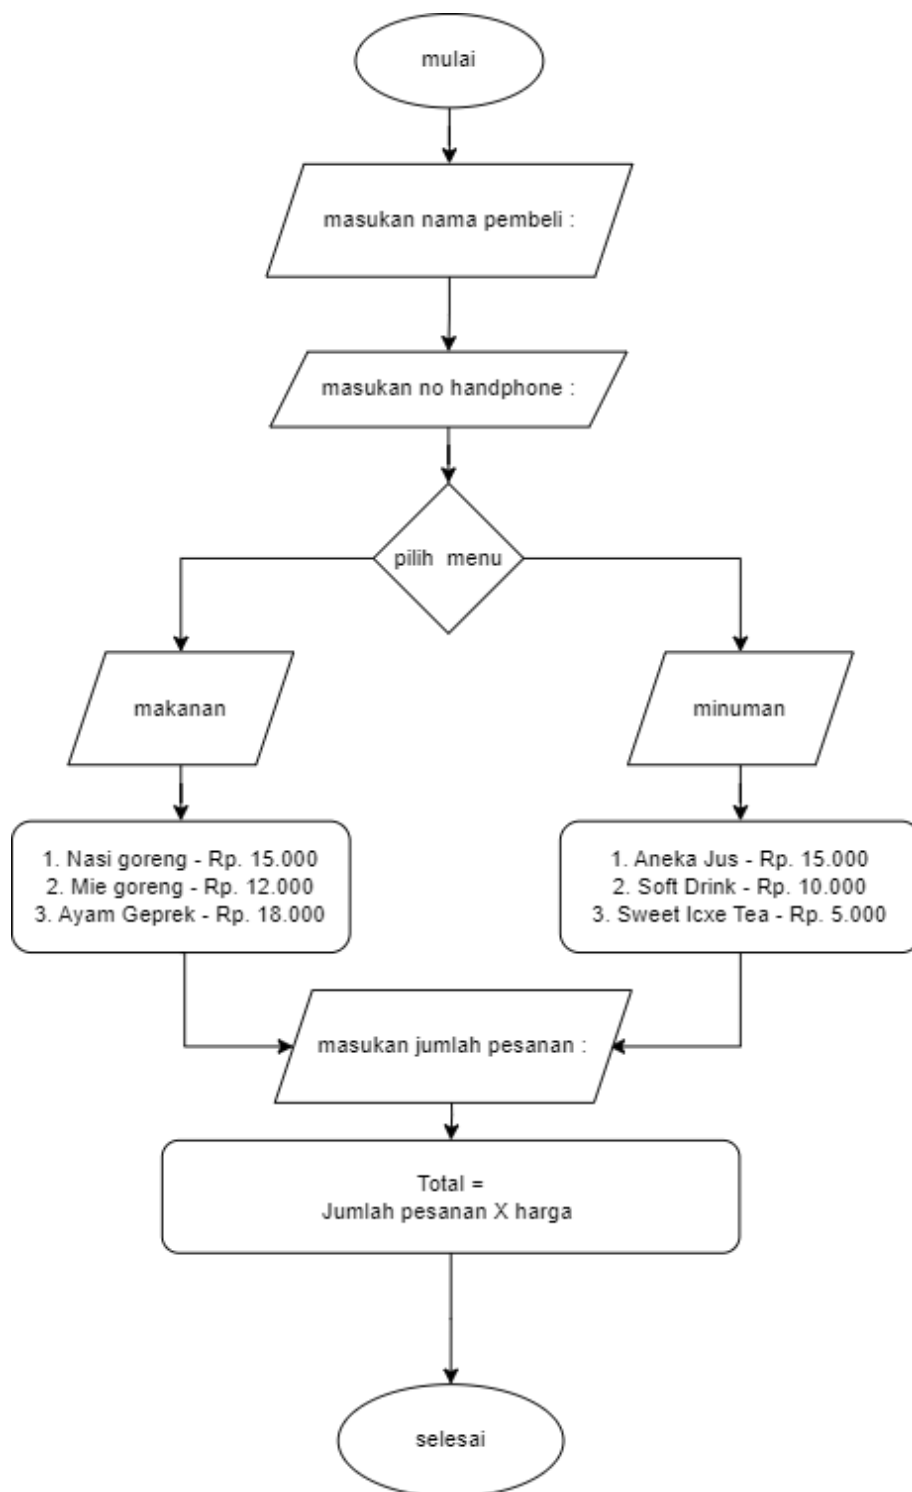 mulai
masukan nama pembeli :
masukan no handphone :
pilih menu
makanan
minuman
1. Nasi goreng - Rp. 15.000
2. Mie goreng - Rp. 12.000
3. Ayam Geprek - Rp. 18.000
1. Aneka Jus - Rp. 15.000
2. Soft Drink - Rp. 10.000
3. Sweet Icxe Tea - Rp. 5.000
masukan jumlah pesanan :
Total =
Jumlah pesanan X harga
selesai